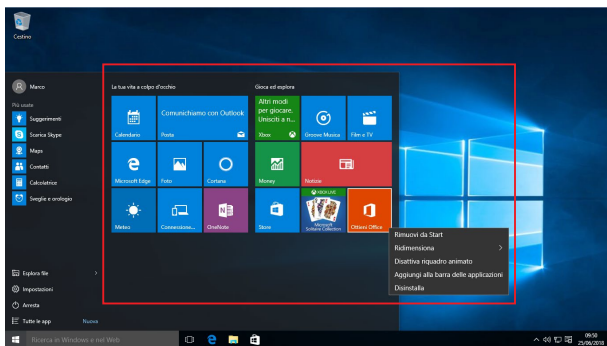 Cestino
Marco
Più usate
Suggerimenti
Scarica Skype
Maps
Contatti
Calcolatrice
Sveglie e orologio
Esplora file
Impostazioni
Arresta
Tutte le app
Nuova
La tua vita a colpo d'occhio
Calendario
Comunichiamo con Outlook
Posta
Microsoft Edge
Foto
Cortana
Meteo
Connessione...
OneNote
Gioca ed esplora
Altri modi
per giocare.
Unisciti a n...
Xbox
Groove Musica
Film e TV
Money
Notizie
Store
XBOX LIVE
Microsoft
Solitaire Collection
Ottieni Office
Rimuovi da Start
Ridimensiona
Disattiva riquadro animato
Aggiungi alla barra delle applicazioni
Disinstalla
Ricerca in Windows e nel Web
09:50
25/06/2018